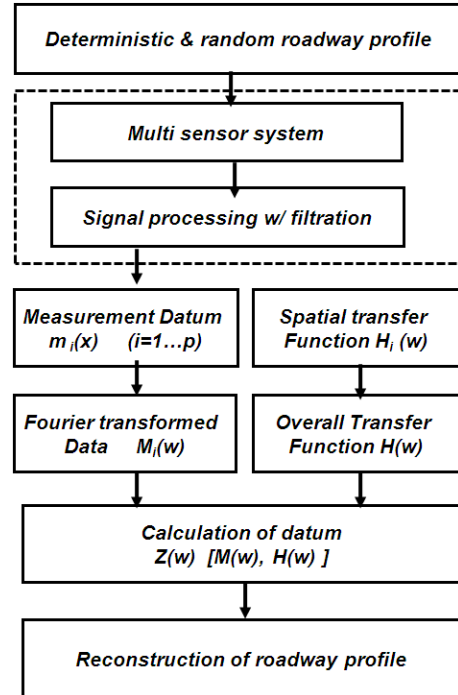 Deterministic & random roadway profile
Multi sensor system
Signal processing w/ filtration
Measurement Datum
m i(x) (i=1...p)
Spatial transfer
Function Hi (w)
Fourier transformed
Data Mi(w)
Overall Transfer
Function H(w)
Calculation of datum
Z(w) [M(w), H(w) ]
Reconstruction of roadway profile